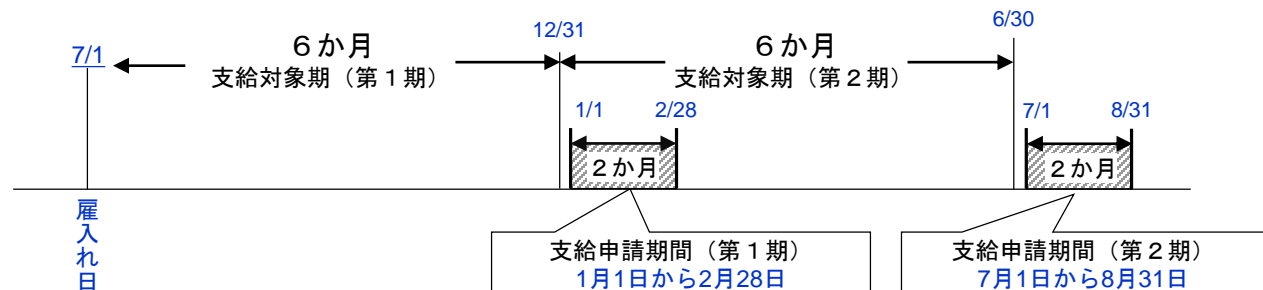 7/1
6か月
支給対象期（第1期）
12/31
6か月
支給対象期（第2期）
6/30
1/1
2/28
2か月
7/1
8/31
2か月
雇入れ日
支給申請期間（第1期）
1月1日から2月28日
支給申請期間（第2期）
7月1日から8月31日